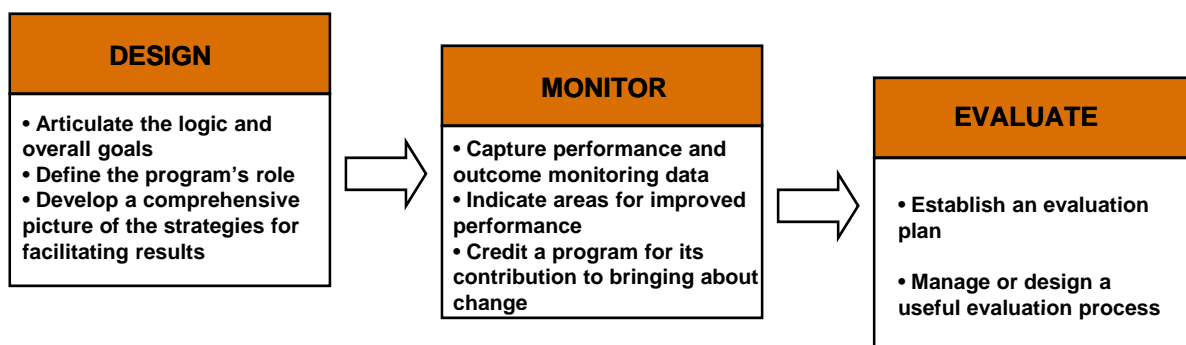 DESIGN
• Articulate the logic and
overall goals
• Define the program's role
• Develop a comprehensive
picture of the strategies for
facilitating results
MONITOR
• Capture performance and
outcome monitoring data
• Indicate areas for improved
performance
• Credit a program for its
contribution to bringing about
change
EVALUATE
• Establish an evaluation
plan
• Manage or design a
useful evaluation process